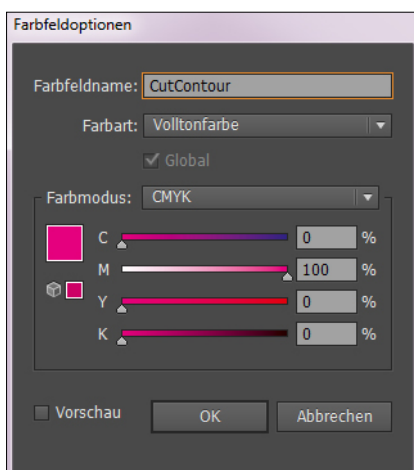 Farbfeldoptionen
Farbfeldname: CutContour
Farbart: Volltonfarbe
Global
Farbmodus: CMYK
C 0 %
M 100 %
Y 0 %
K 0 %
Vorschau OK Abbrechen